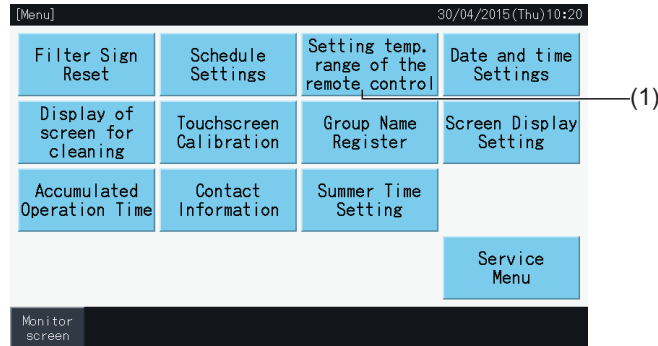 [Menu] 30/04/2015(Thu)10:20
Filter Sign
Reset
Schedule
Settings
Setting temp.
range of the
remote control
Date and time
Settings
(1)
Display of
screen for
cleaning
Touchscreen
Calibration
Group Name
Register
Screen Display
Setting
Accumulated
Operation Time
Contact
Information
Summer Time
Setting
Service
Menu
Monitor
screen